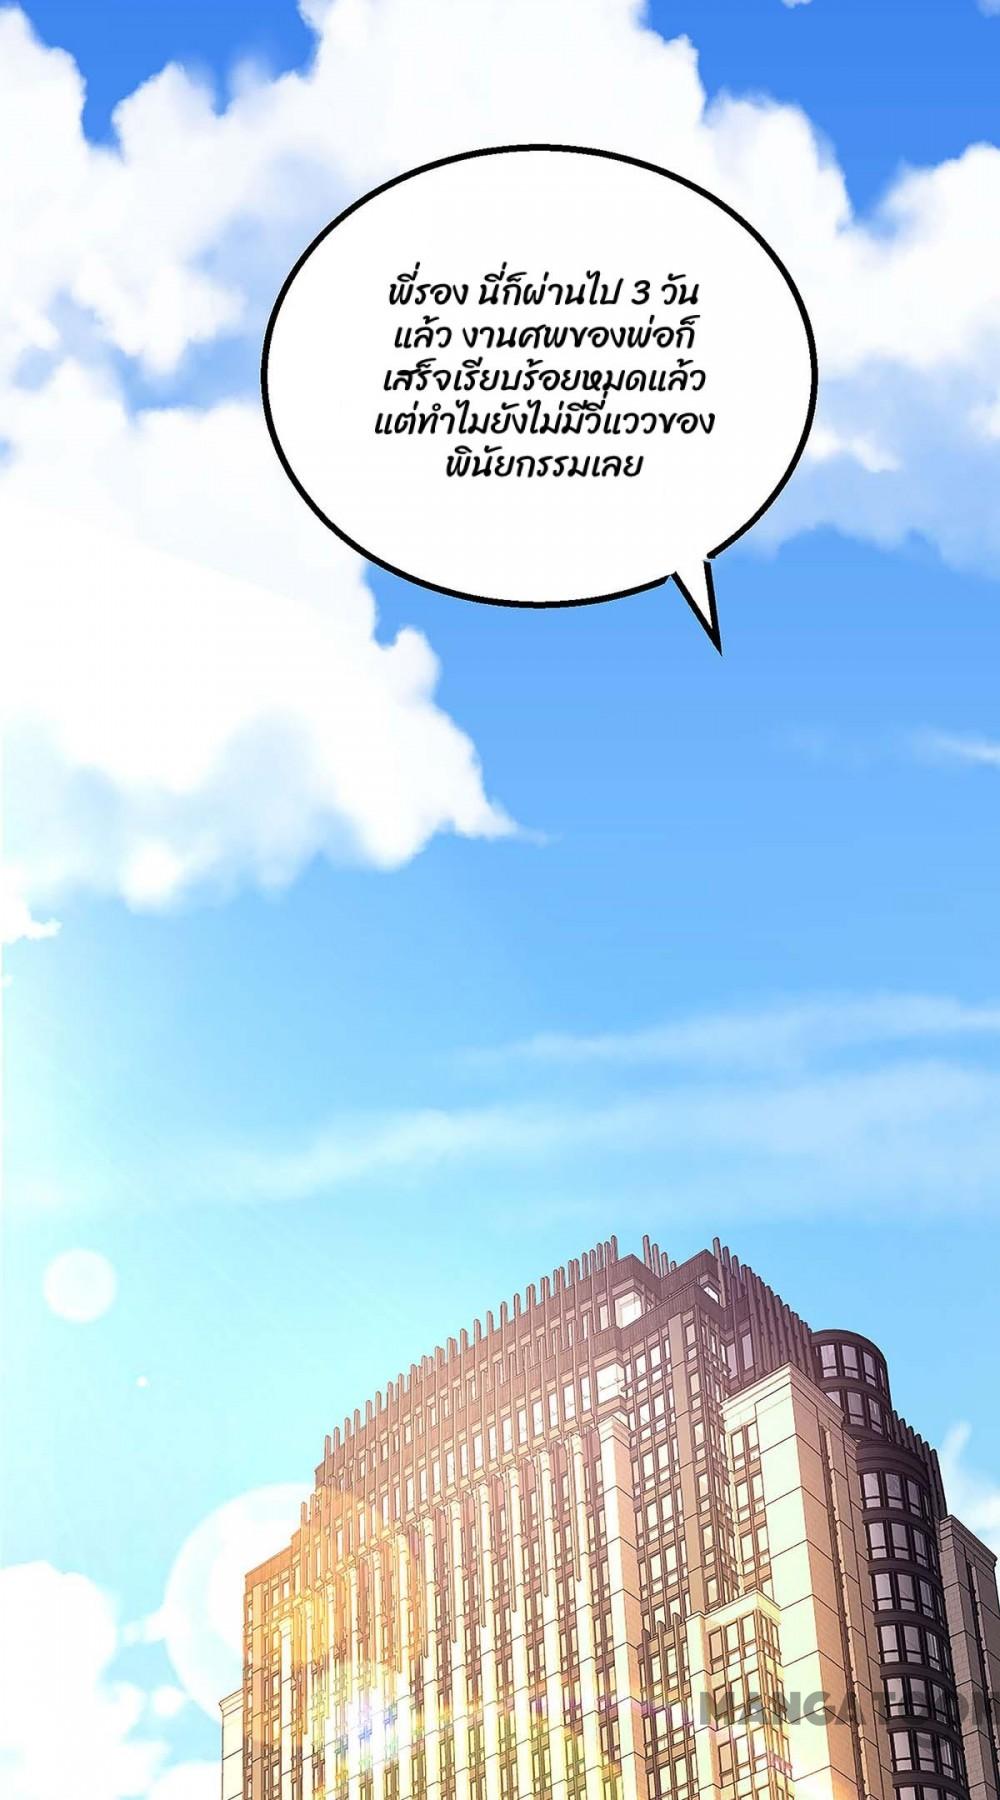 พี่รอง นี่ก็ผ่านไป 3 วัน
แล้ว งานศพของพ่อก็
เสร็จเรียบร้อยหมดแล้ว
แต่ทำไมยังไม่มีวี่แววของ
พินัยกรรมเลย
MANGATOON